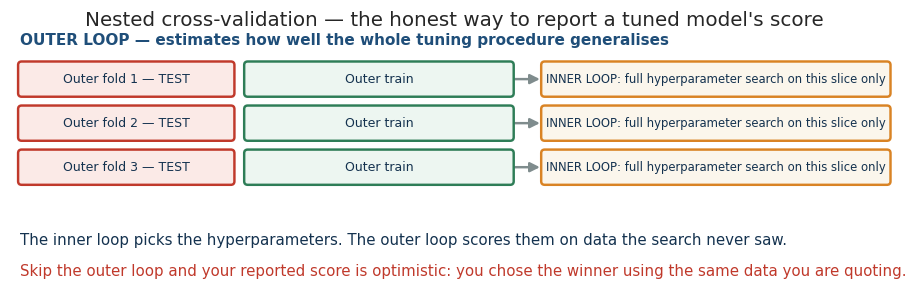 Nested cross-validation — the honest way to report a tuned model's score
OUTER LOOP — estimates how well the whole tuning procedure generalises
Outer fold 1 — TEST Outer train INNER LOOP: full hyperparameter search on this slice only
Outer fold 2 — TEST Outer train INNER LOOP: full hyperparameter search on this slice only
Outer fold 3 — TEST Outer train INNER LOOP: full hyperparameter search on this slice only
The inner loop picks the hyperparameters. The outer loop scores them on data the search never saw.
Skip the outer loop and your reported score is optimistic: you chose the winner using the same data you are quoting.